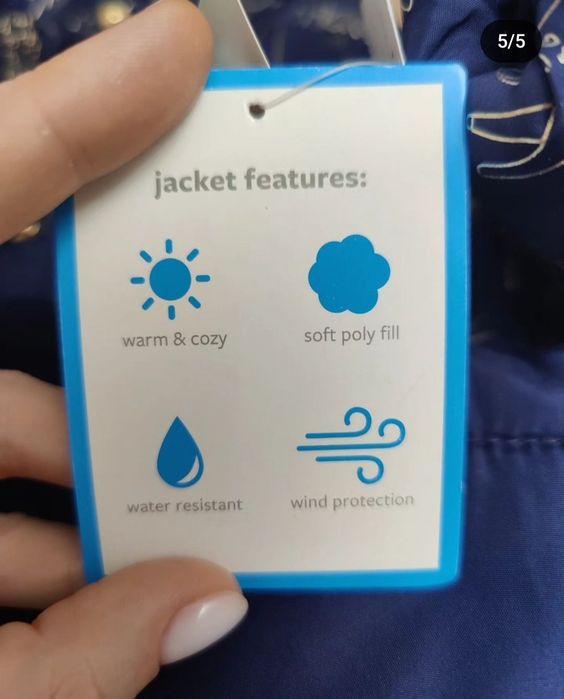 5/5
jacket features:
warm & cozy
soft poly fill
water resistant
wind protection